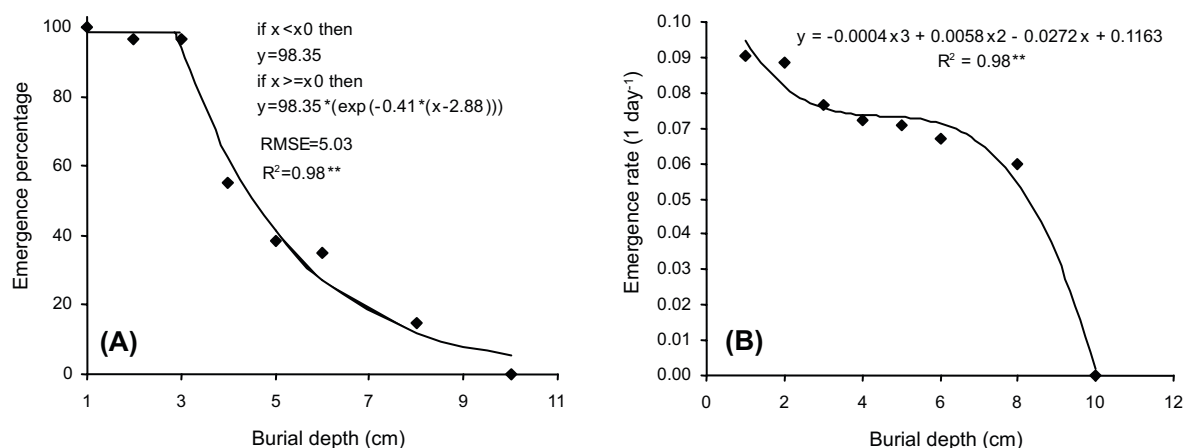 100
80
60
40
20
0
1
3
5
7
9
11
Emergence percentage
Burial depth (cm)
if x<x0 then
y=98.35
if x>=x0 then
y=98.35*(exp(-0.41*(x-2.88)))
RMSE=5.03
R²=0.98**
(A)
0.10
0.09
0.08
0.07
0.06
0.05
0.04
0.03
0.02
0.01
0.00
0
2
4
6
8
10
12
Emergence rate (1 day⁻¹)
Burial depth (cm)
y = -0.0004x3 + 0.0058x2 - 0.0272x + 0.1163
R² = 0.98**
(B)